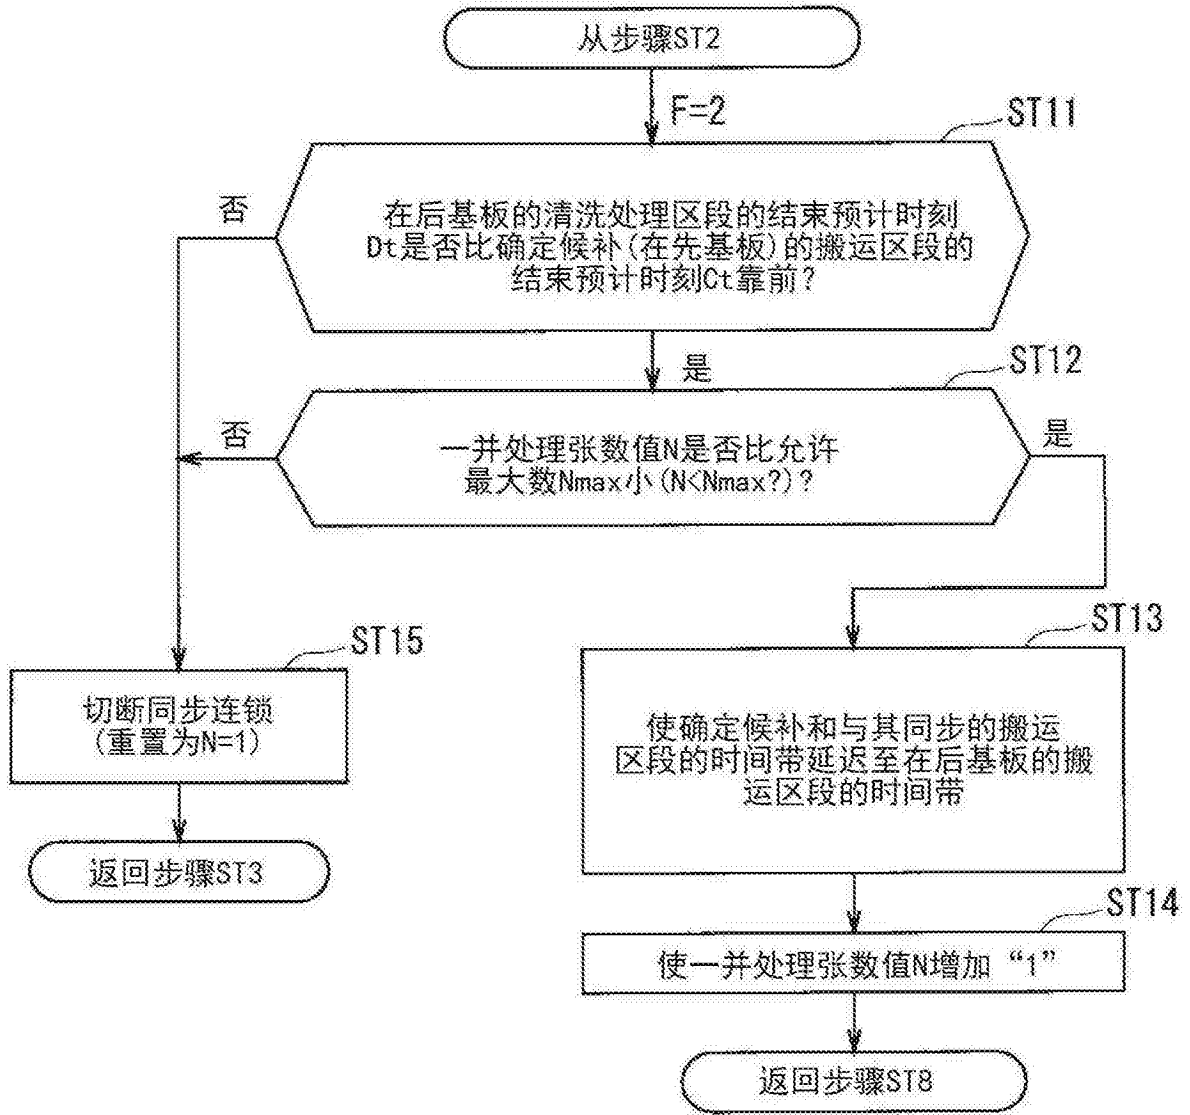 从步骤ST2
F=2
ST11
在后基板的清洗处理区段的结束预计时刻
Dt是否比确定候补(在先基板)的搬运区段的
结束预计时刻Ct靠前?
否
是
ST12
一并处理张数值N是否比允许
最大数Nmax小(N<Nmax?)?
否
是
ST13
使确定候补和与其同步的搬运
区段的时间带延迟至在后基板的搬
运区段的时间带
ST15
切断同步连锁
(重置为N=1)
返回步骤ST3
ST14
使一并处理张数值N增加“1”
返回步骤ST8